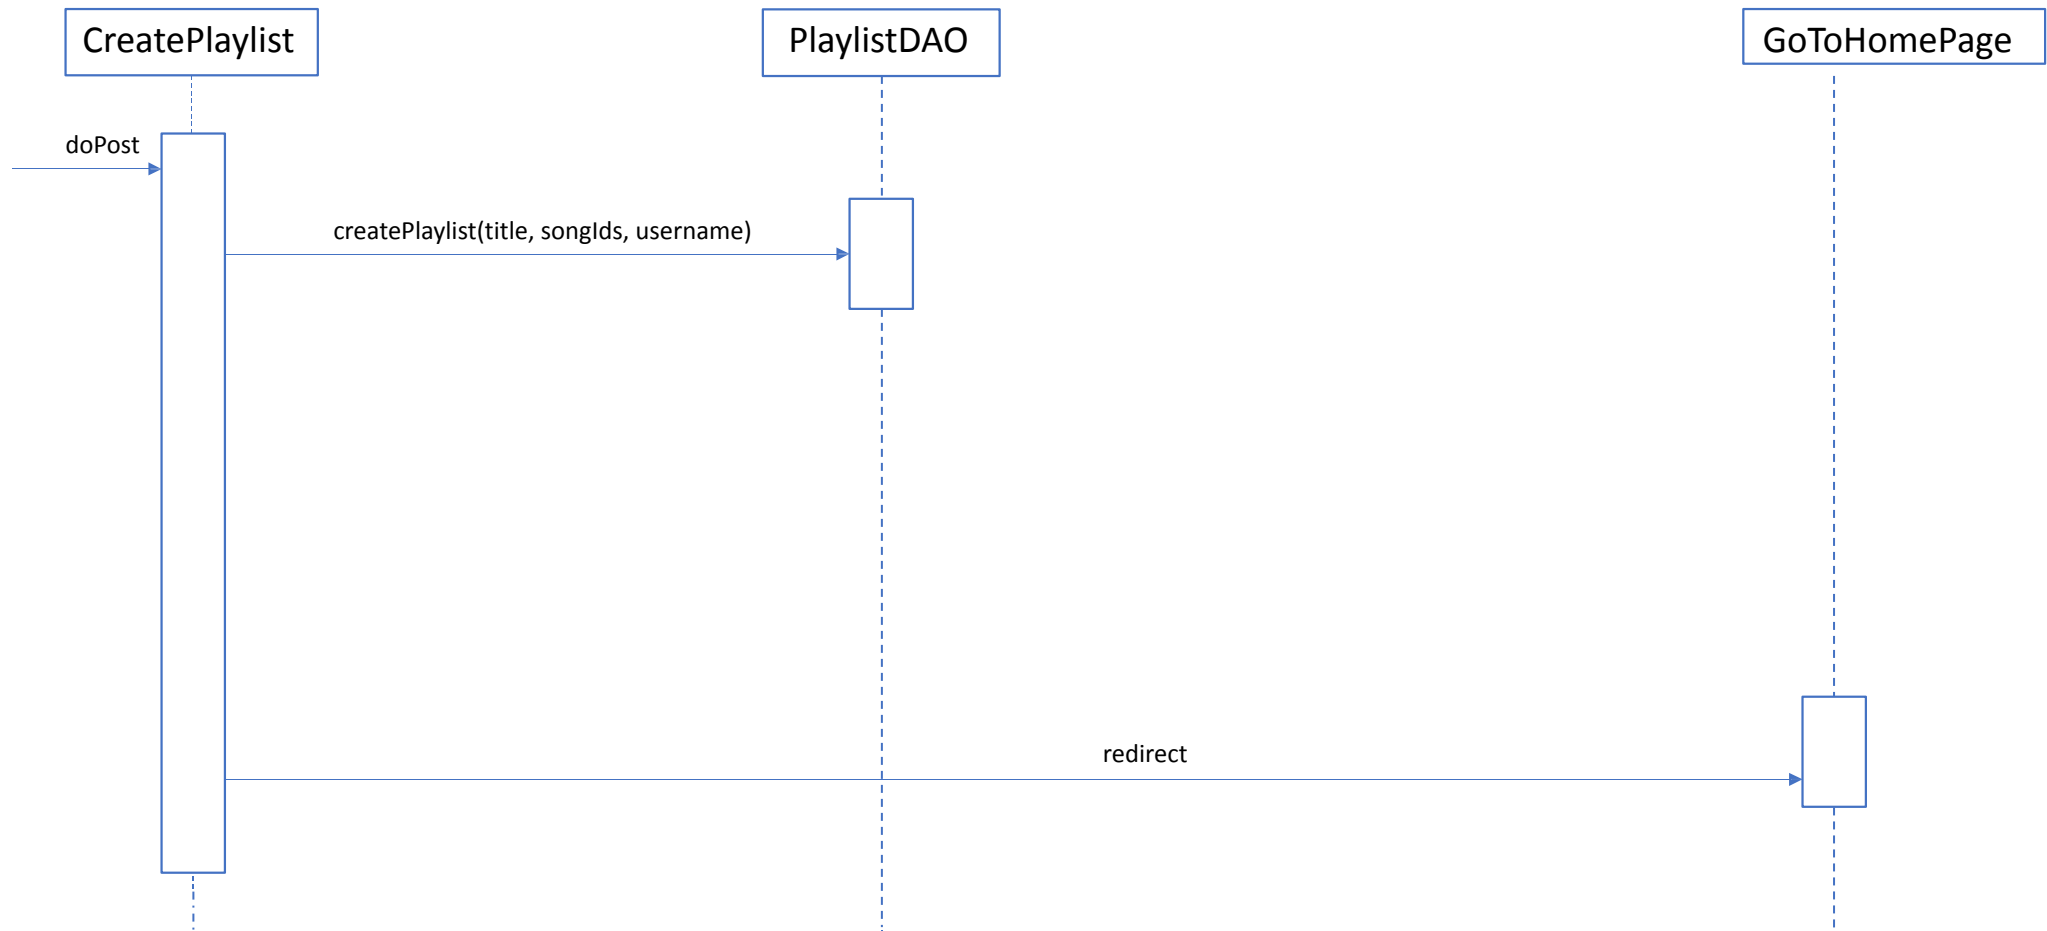 CreatePlaylist
PlaylistDAO
GoToHomePage
doPost
createPlaylist(title, songIds, username)
redirect